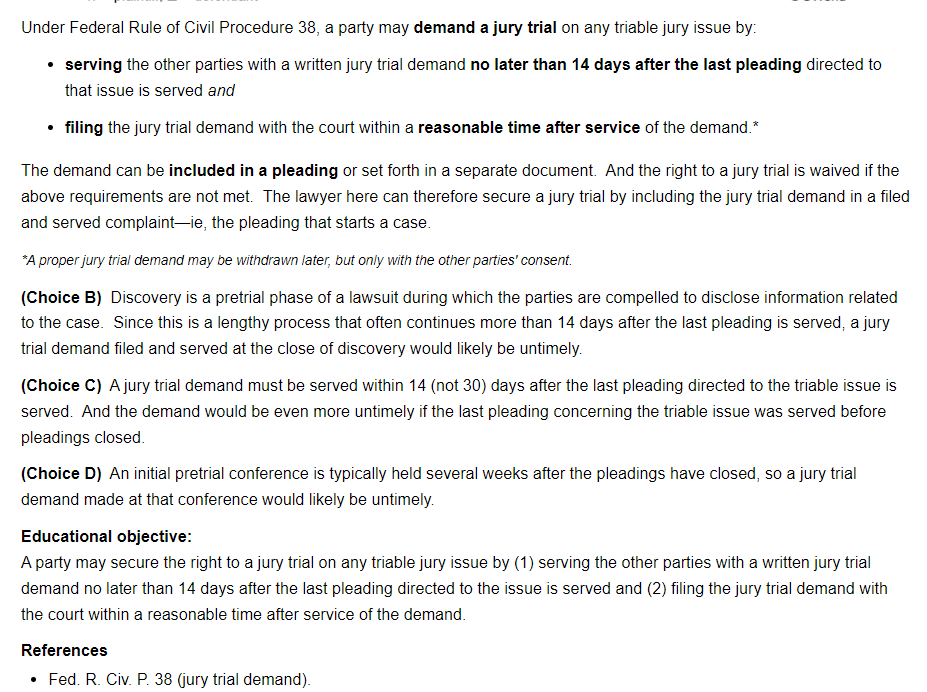 Under Federal Rule of Civil Procedure 38, a party may demand a jury trial on any triable jury issue by:
• serving the other parties with a written jury trial demand no later than 14 days after the last pleading directed to
that issue is served and
• filing the jury trial demand with the court within a reasonable time after service of the demand.*
The demand can be included in a pleading or set forth in a separate document. And the right to a jury trial is waived if the
above requirements are not met. The lawyer here can therefore secure a jury trial by including the jury trial demand in a filed
and served complaint—ie, the pleading that starts a case.
*A proper jury trial demand may be withdrawn later, but only with the other parties' consent.
(Choice B) Discovery is a pretrial phase of a lawsuit during which the parties are compelled to disclose information related
to the case. Since this is a lengthy process that often continues more than 14 days after the last pleading is served, a jury
trial demand filed and served at the close of discovery would likely be untimely.
(Choice C) A jury trial demand must be served within 14 (not 30) days after the last pleading directed to the triable issue is
served. And the demand would be even more untimely if the last pleading concerning the triable issue was served before
pleadings closed.
(Choice D) An initial pretrial conference is typically held several weeks after the pleadings have closed, so a jury trial
demand made at that conference would likely be untimely.
Educational objective:
A party may secure the right to a jury trial on any triable jury issue by (1) serving the other parties with a written jury trial
demand no later than 14 days after the last pleading directed to the issue is served and (2) filing the jury trial demand with
the court within a reasonable time after service of the demand.
References
• Fed. R. Civ. P. 38 (jury trial demand).